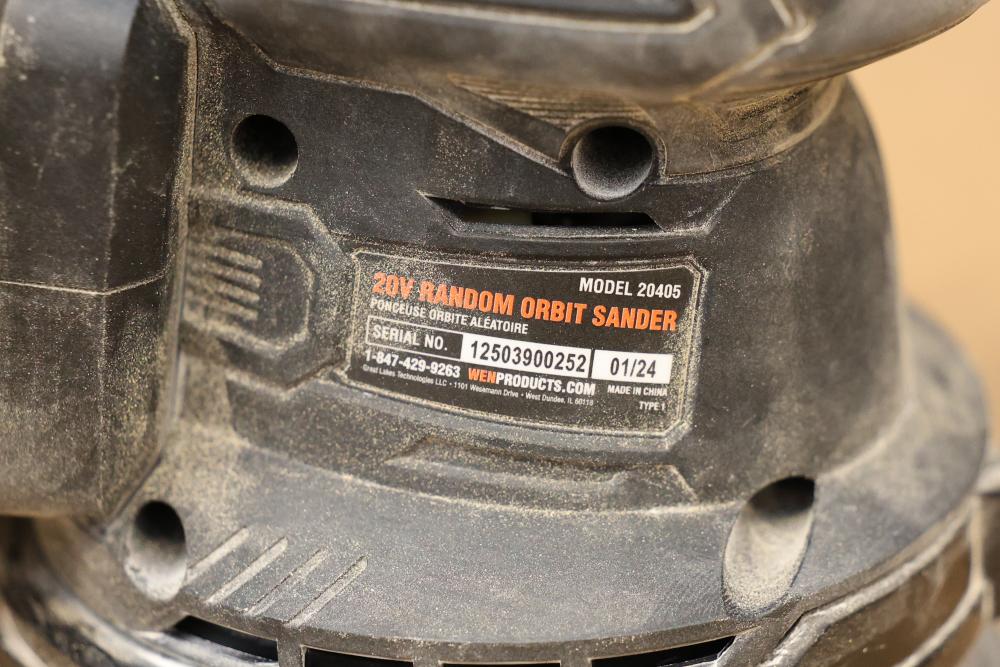 MODEL 20405
20V RANDOM ORBIT SANDER
PONCEUSE ORBITE ALÉATOIRE
SERIAL NO. 12503900252 01/24
1-847-429-9263 WENPRODUCTS.COM MADE IN CHINA
Great Lakes Technologies LLC • 1101 Wesemann Drive • West Dundee, IL 60118
TYPE 1